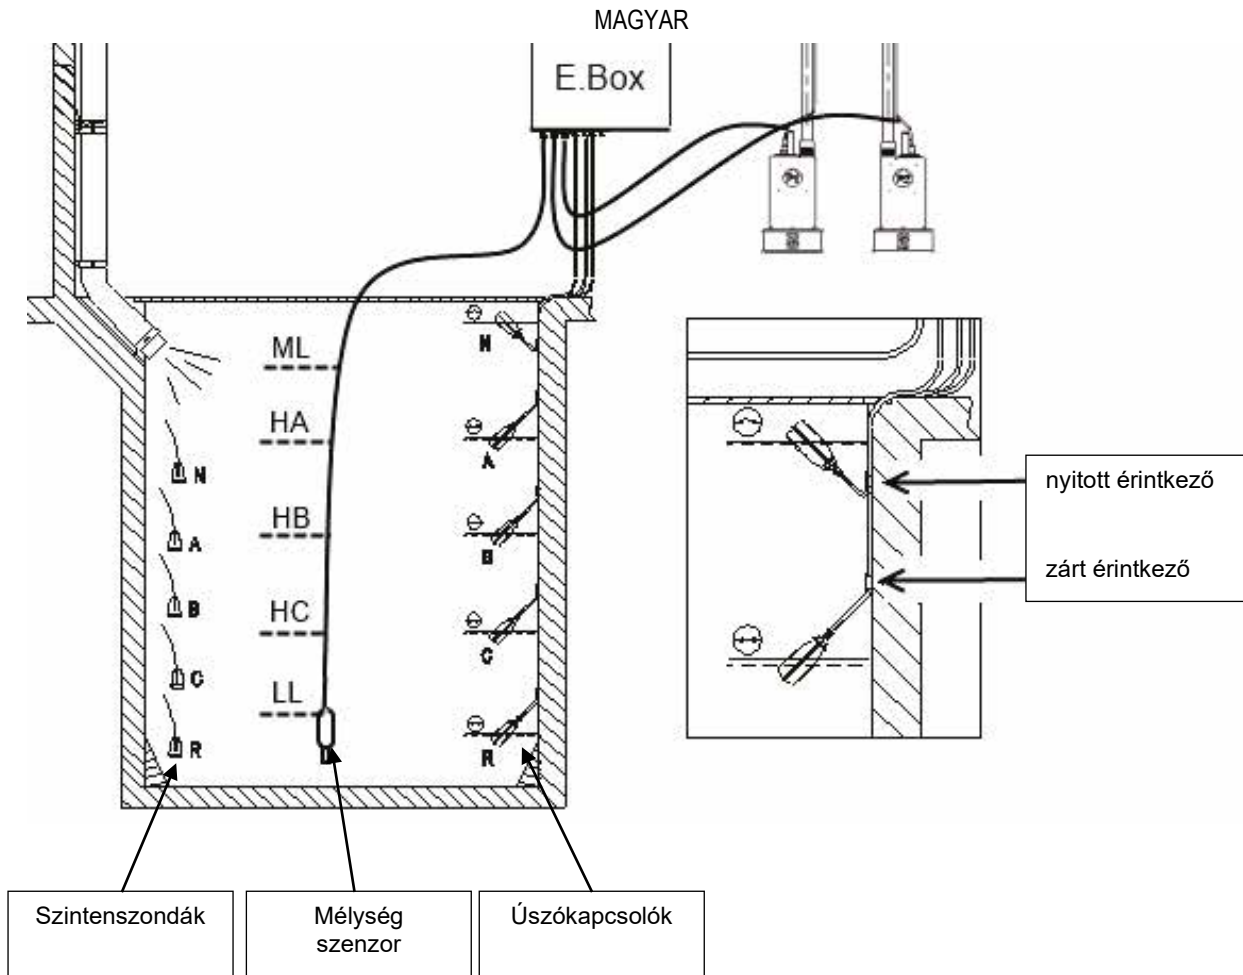 MAGYAR
E.Box
ML
HA
HB
HC
LL
N
A
B
C
R
N
A
B
C
R
nyitott érintkező
zárt érintkező
Szintenszondák
Mélység
szenzor
Úszókapcsolók